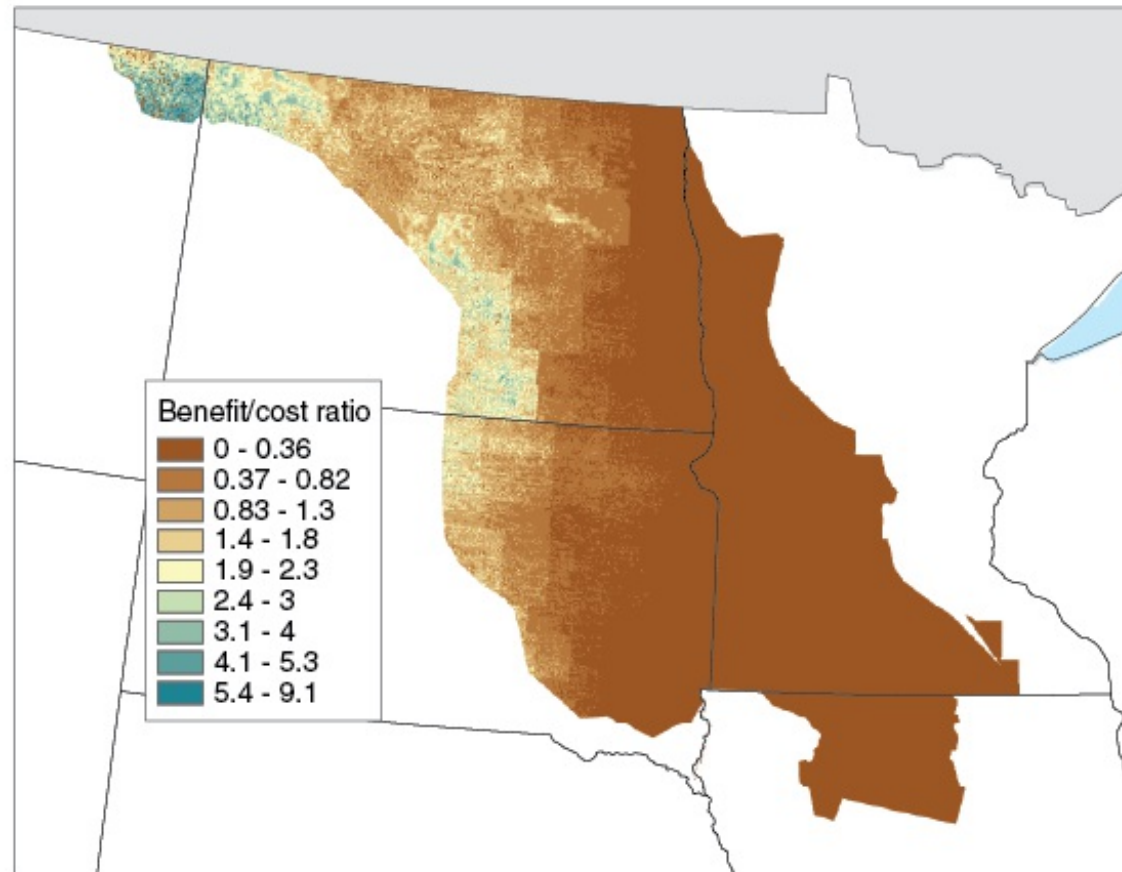 Benefit/cost ratio
0 - 0.36
0.37 - 0.82
0.83 - 1.3
1.4 - 1.8
1.9 - 2.3
2.4 - 3
3.1 - 4
4.1 - 5.3
5.4 - 9.1